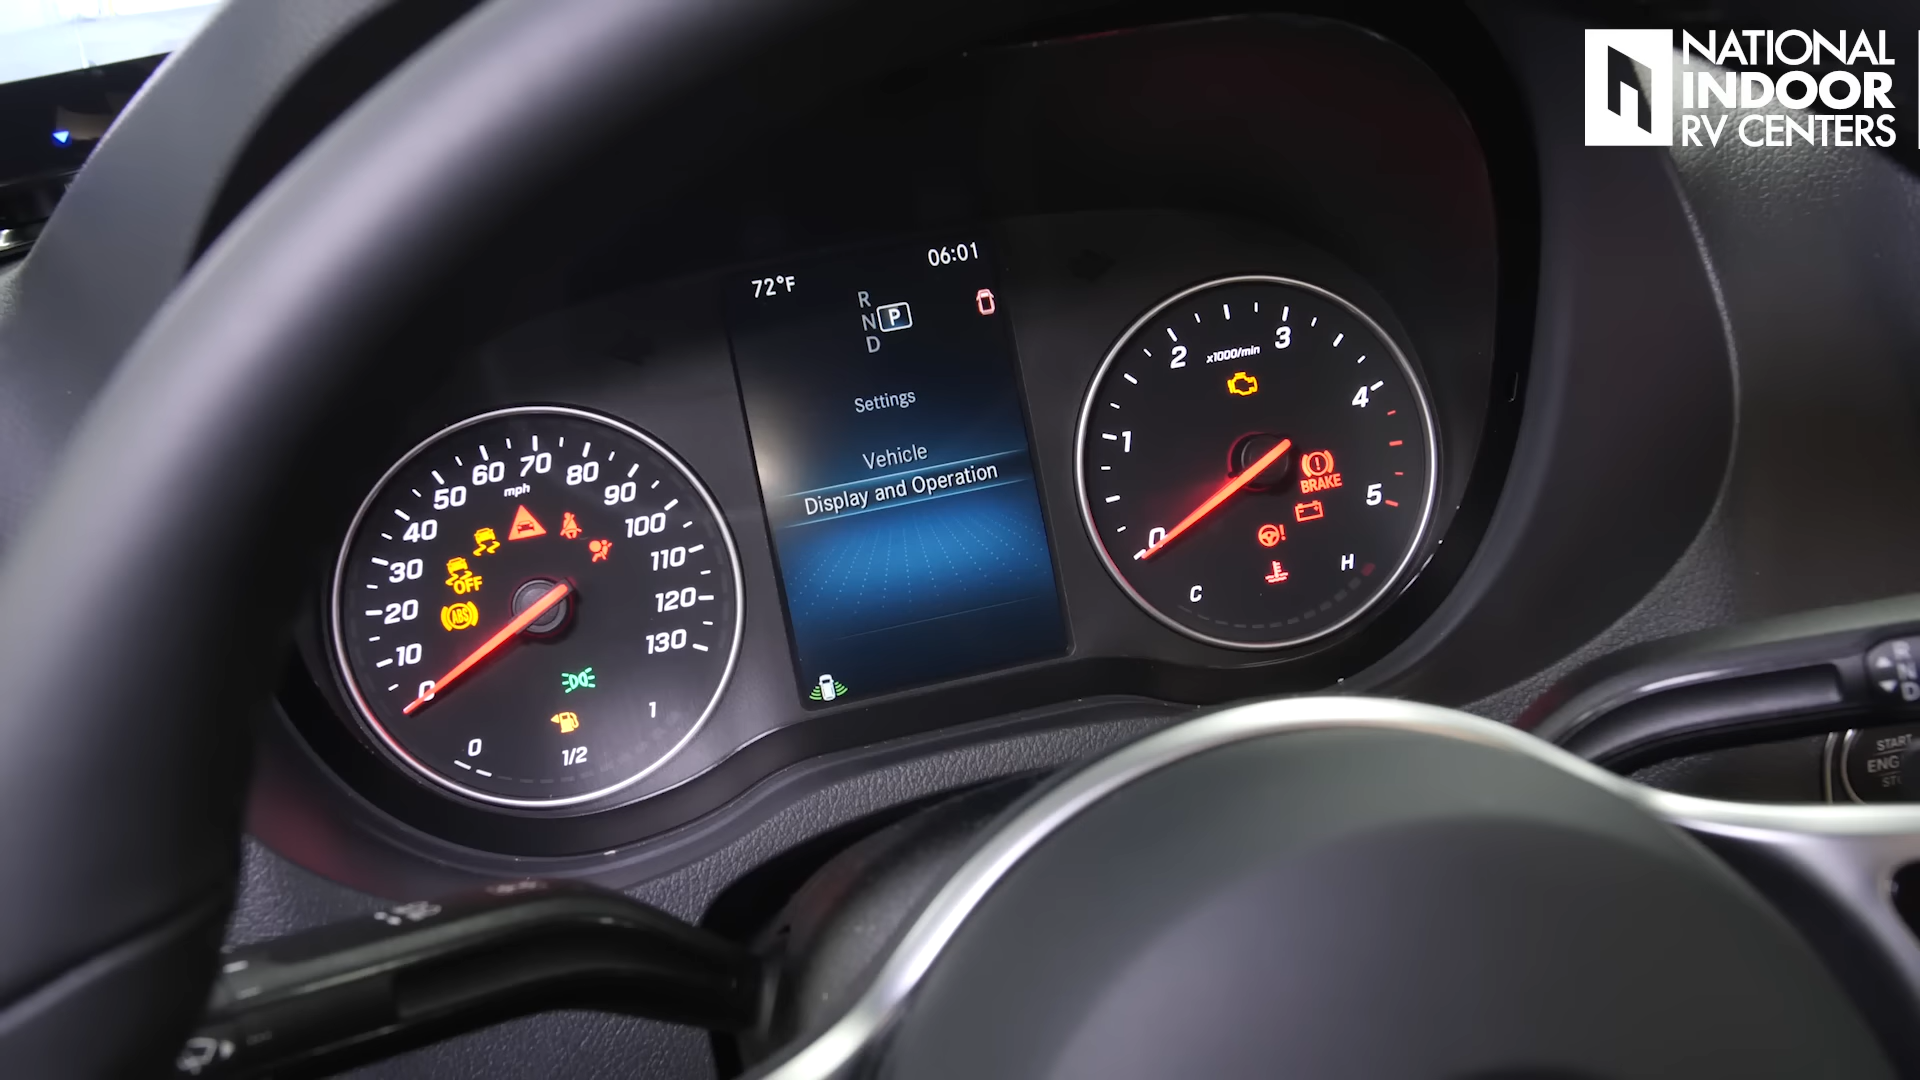 NATIONAL
INDOOR
RV CENTERS
72°F
06:01
R
N P
D
Settings
Vehicle
Display and Operation
0
10
20
30
40
50
60
70
80
90
100
110
120
130
mph
OFF
ABS
0
1/2
1
0
1
2
3
4
5
x1000/min
BRAKE
C
H
R
N
D
START
ENG